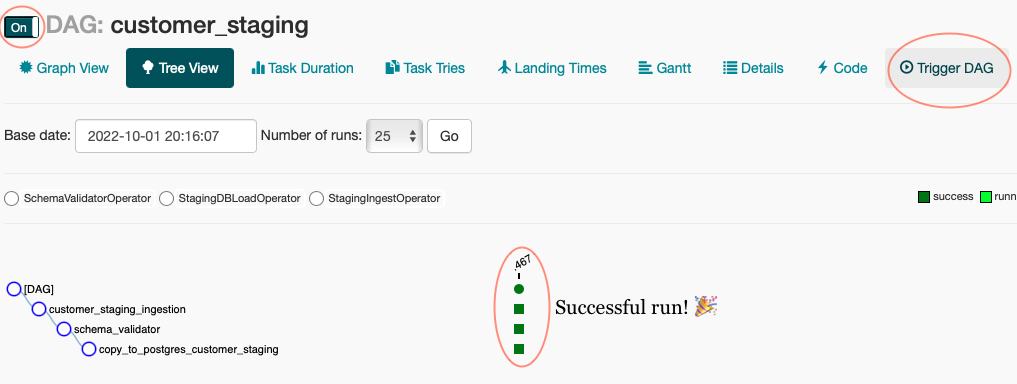 On DAG: customer_staging
Graph View Tree View Task Duration Task Tries Landing Times Gantt Details Code Trigger DAG
Base date: 2022-10-01 20:16:07 Number of runs: 25 Go
SchemaValidatorOperator StagingDBLoadOperator StagingIngestOperator success runn
.467
[DAG]
customer_staging_ingestion
Successful run! 🎉
schema_validator
copy_to_postgres_customer_staging